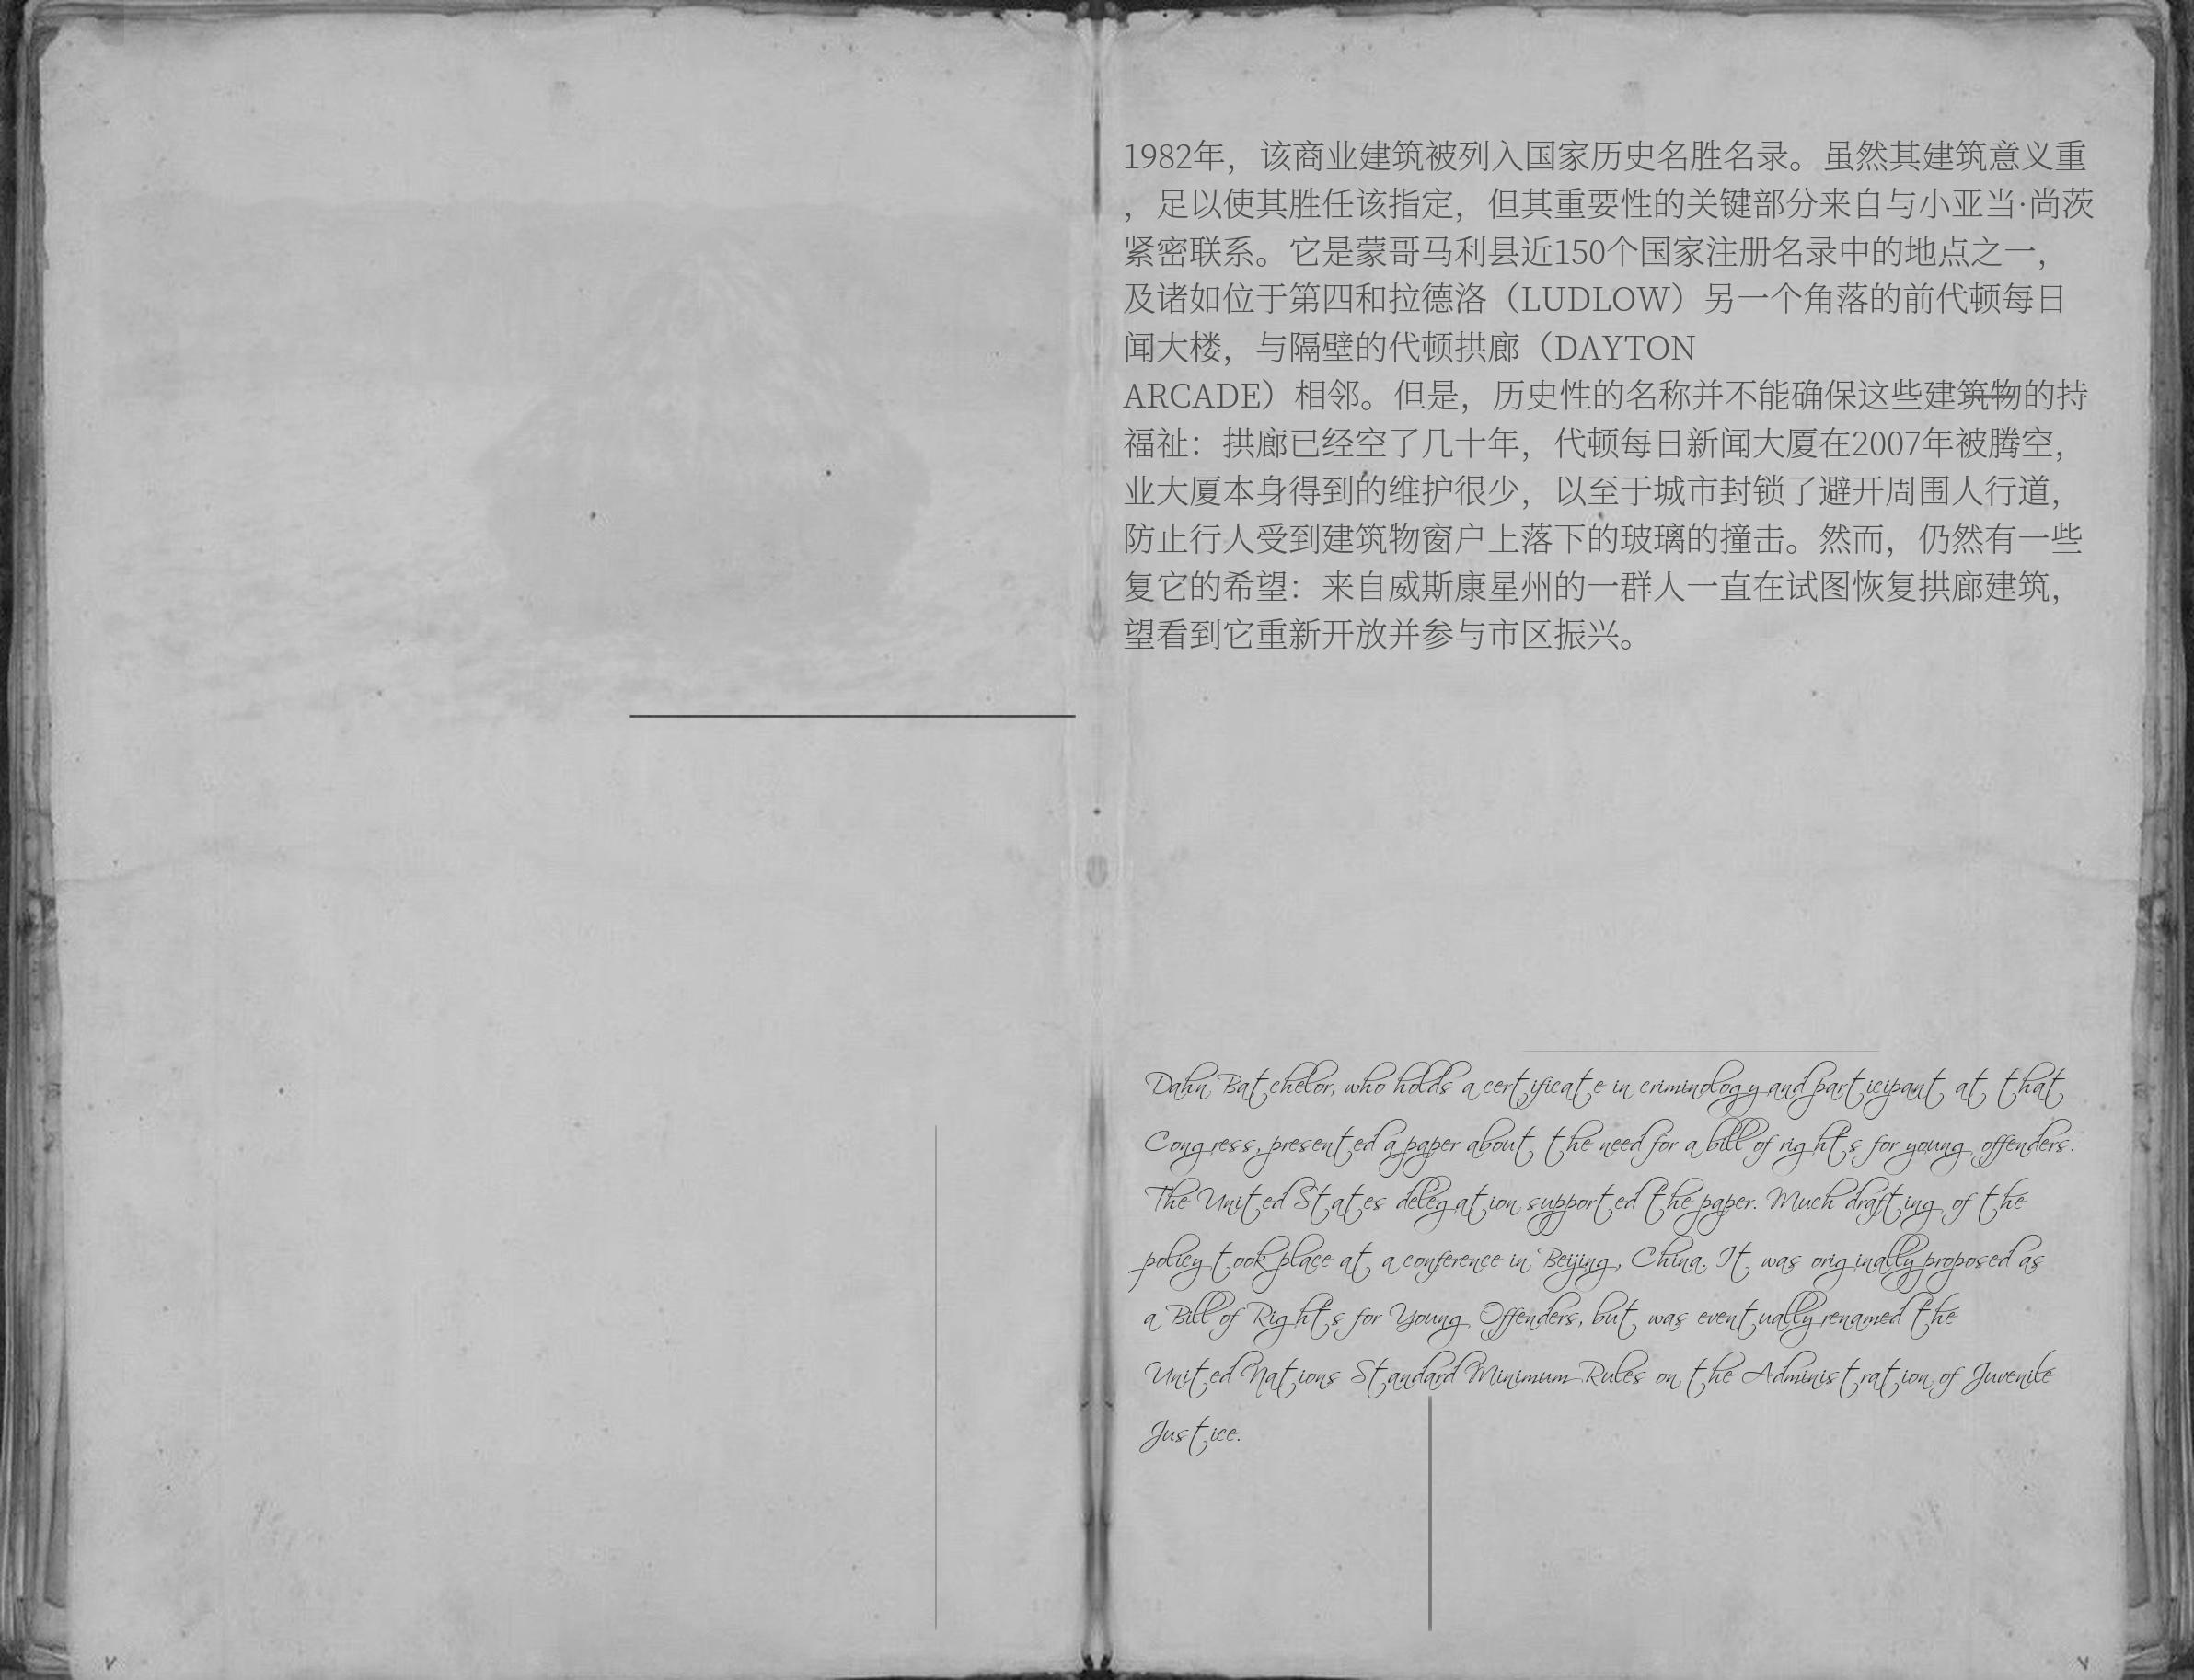 1982年，该商业建筑被列入国家历史名胜名录。虽然其建筑意义重
，足以使其胜任该指定，但其重要性的关键部分来自与小亚当·尚茨
紧密联系。它是蒙哥马利县近150个国家注册名录中的地点之一，
及诸如位于第四和拉德洛（LUDLOW）另一个角落的前代顿每日
闻大楼，与隔壁的代顿拱廊（DAYTON
ARCADE）相邻。但是，历史性的名称并不能确保这些建筑物的持
福祉：拱廊已经空了几十年，代顿每日新闻大厦在2007年被腾空，
业大厦本身得到的维护很少，以至于城市封锁了避开周围人行道，
防止行人受到建筑物窗户上落下的玻璃的撞击。然而，仍然有一些
复它的希望：来自威斯康星州的一群人一直在试图恢复拱廊建筑，
望看到它重新开放并参与市区振兴。
Dahn Batchelor, who holds a certificate in criminology and participant at that
Congress, presented a paper about the need for a bill of rights for young offenders.
The United States delegation supported the paper. Much drafting of the
policy took place at a conference in Beijing, China. It was originally proposed as
a Bill of Rights for Young Offenders, but was eventually renamed the
United Nations Standard Minimum Rules on the Administration of Juvenile
Justice.